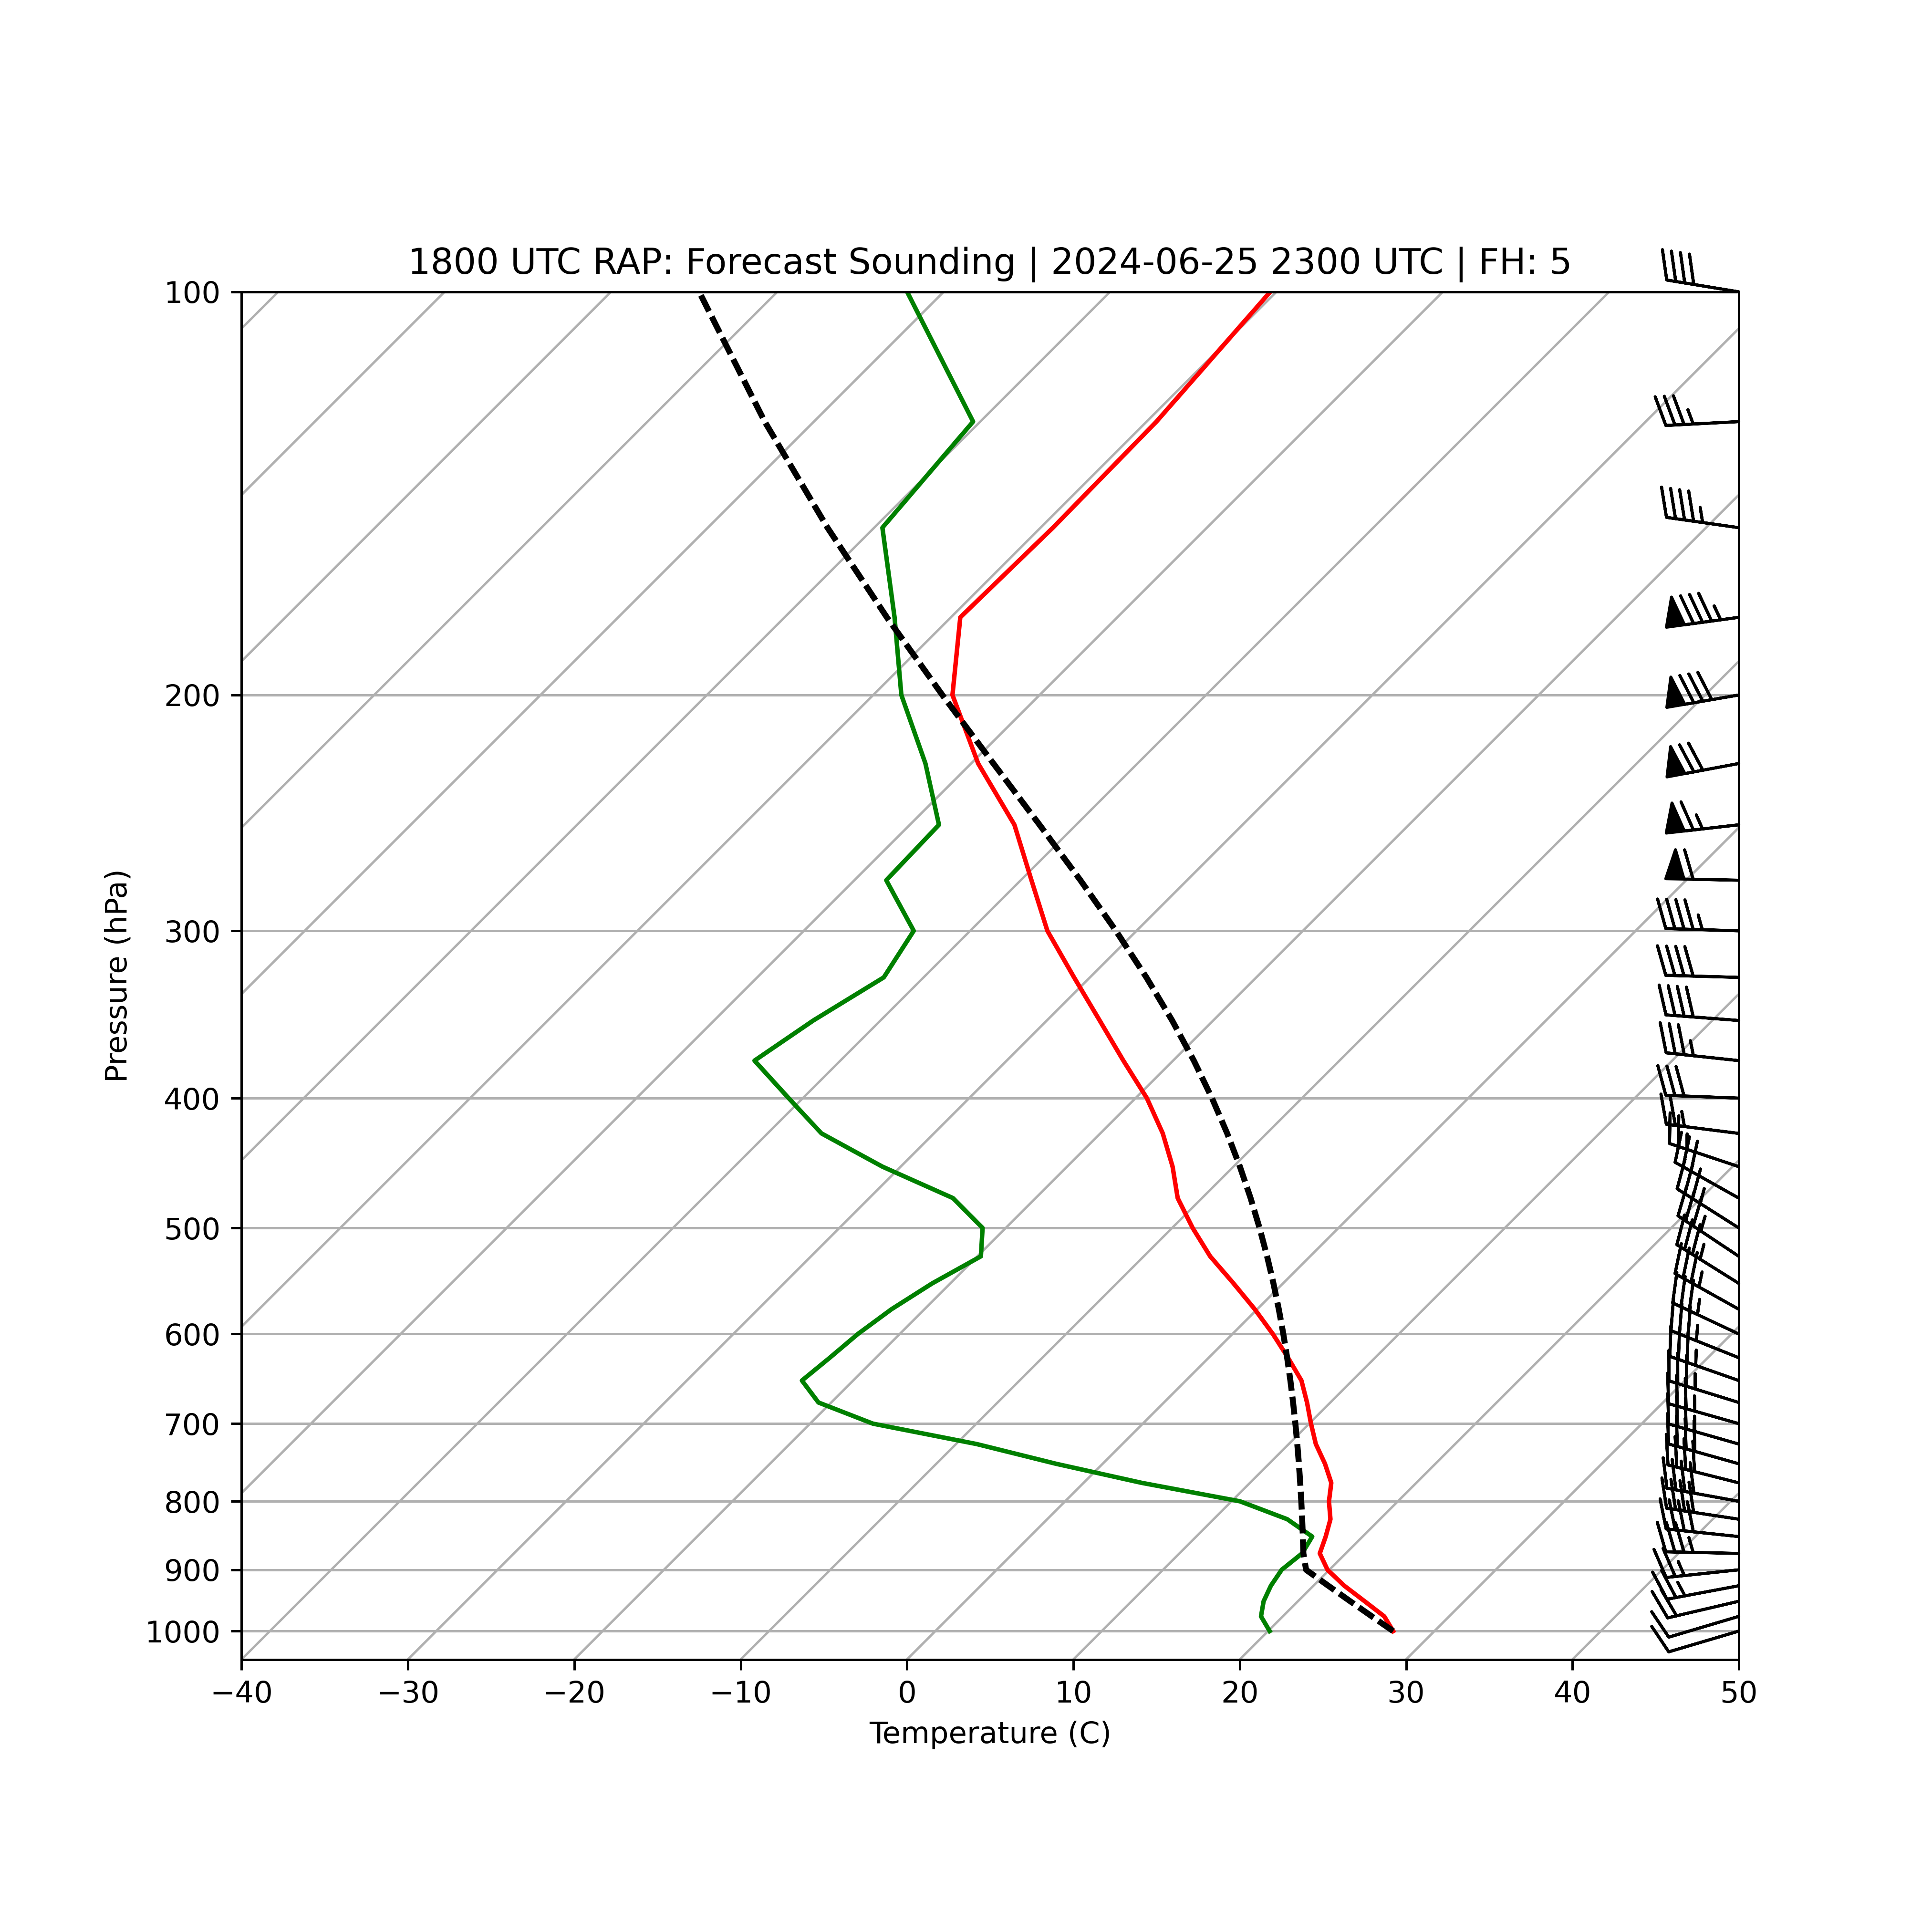 1800 UTC RAP: Forecast Sounding | 2024-06-25 2300 UTC | FH: 5
100
200
300
400
500
600
700
800
900
1000
Pressure (hPa)
−40 −30 −20 −10 0 10 20 30 40 50
Temperature (C)